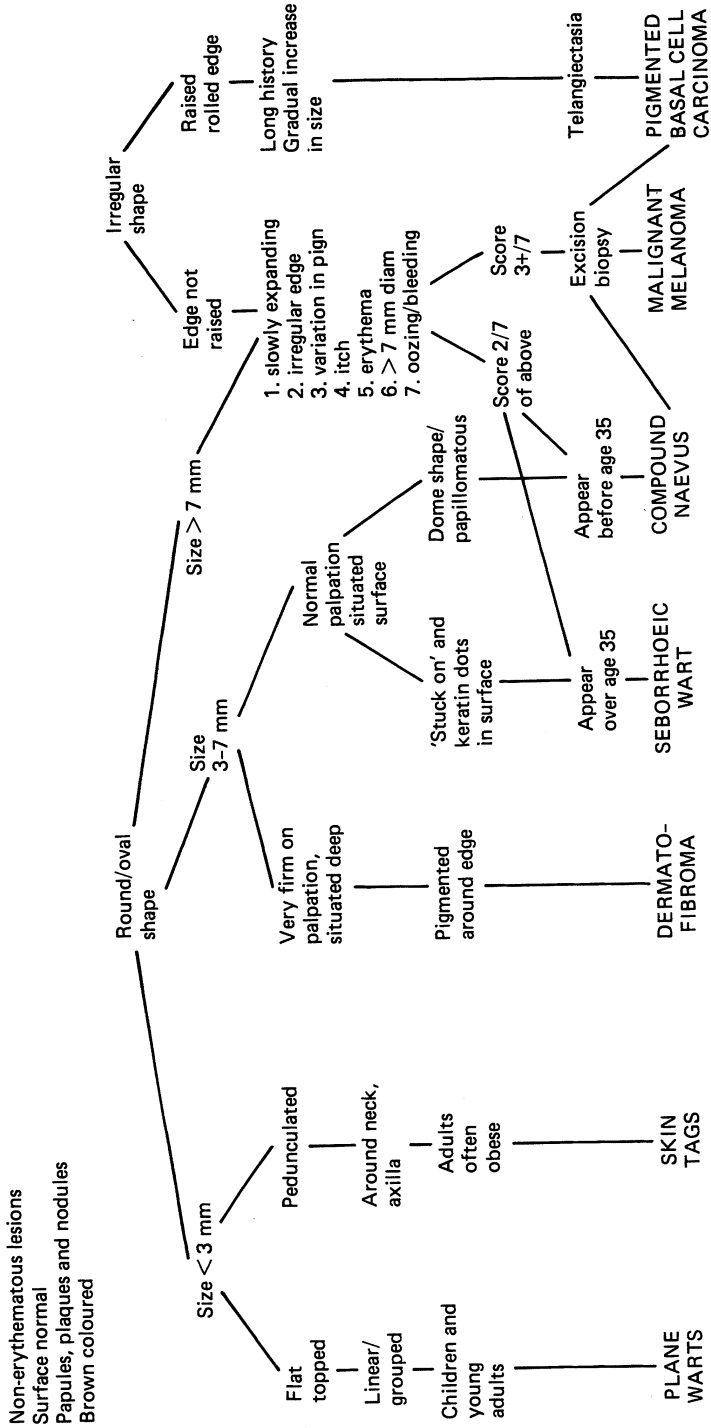 Non-erythematous lesions
Surface normal
Papules, plaques and nodules
Brown coloured
Round/oval
shape
Irregular
shape
Size < 3 mm
Size
3–7 mm
Size > 7 mm
Edge not
raised
Raised
rolled edge
Flat
topped
Linear/
grouped
Children and
young
adults
PLANE
WARTS
Pedunculated
Around neck,
axilla
Adults
often
obese
SKIN
TAGS
Very firm on
palpation,
situated deep
Pigmented
around edge
DERMATO–
FIBROMA
Normal
palpation
situated
surface
'Stuck on' and
keratin dots
in surface
Appear
over age 35
SEBORRHOEIC
WART
Dome shape/
papillomatous
Appear
before age 35
COMPOUND
NAEVUS
1. slowly expanding
2. irregular edge
3. variation in pign
4. itch
5. erythema
6. > 7 mm diam
7. oozing/bleeding
Score 2/7
of above
Score
3+/7
Excision
biopsy
MALIGNANT
MELANOMA
Long history
Gradual increase
in size
Telangiectasia
PIGMENTED
BASAL CELL
CARCINOMA